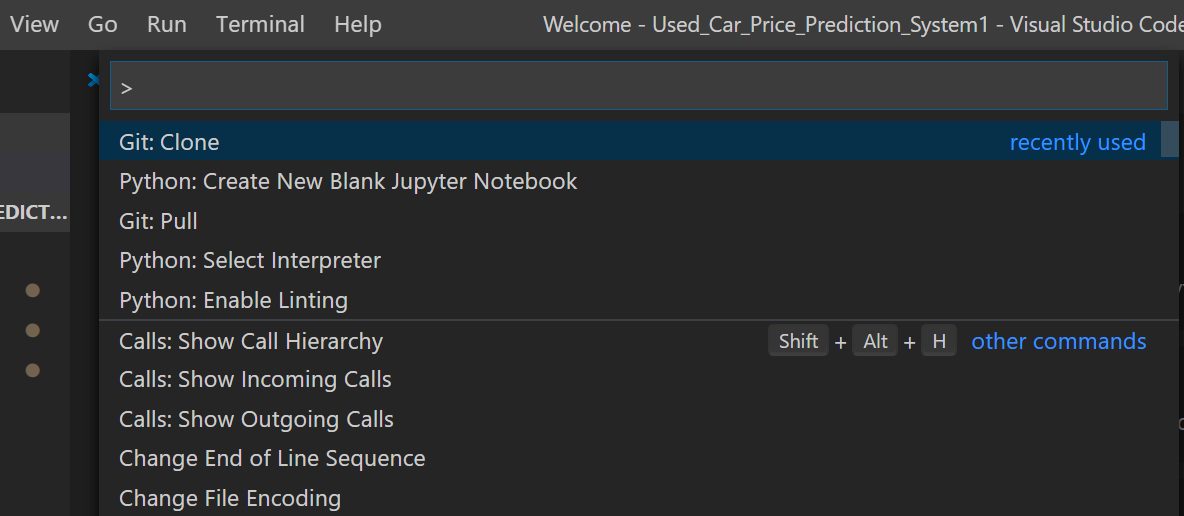 View Go Run Terminal Help Welcome - Used_Car_Price_Prediction_System1 - Visual Studio Code
>
Git: Clone recently used
Python: Create New Blank Jupyter Notebook
Git: Pull
EDICT...
Python: Select Interpreter
Python: Enable Linting
Calls: Show Call Hierarchy Shift + Alt + H other commands
Calls: Show Incoming Calls
Calls: Show Outgoing Calls
Change End of Line Sequence
Change File Encoding